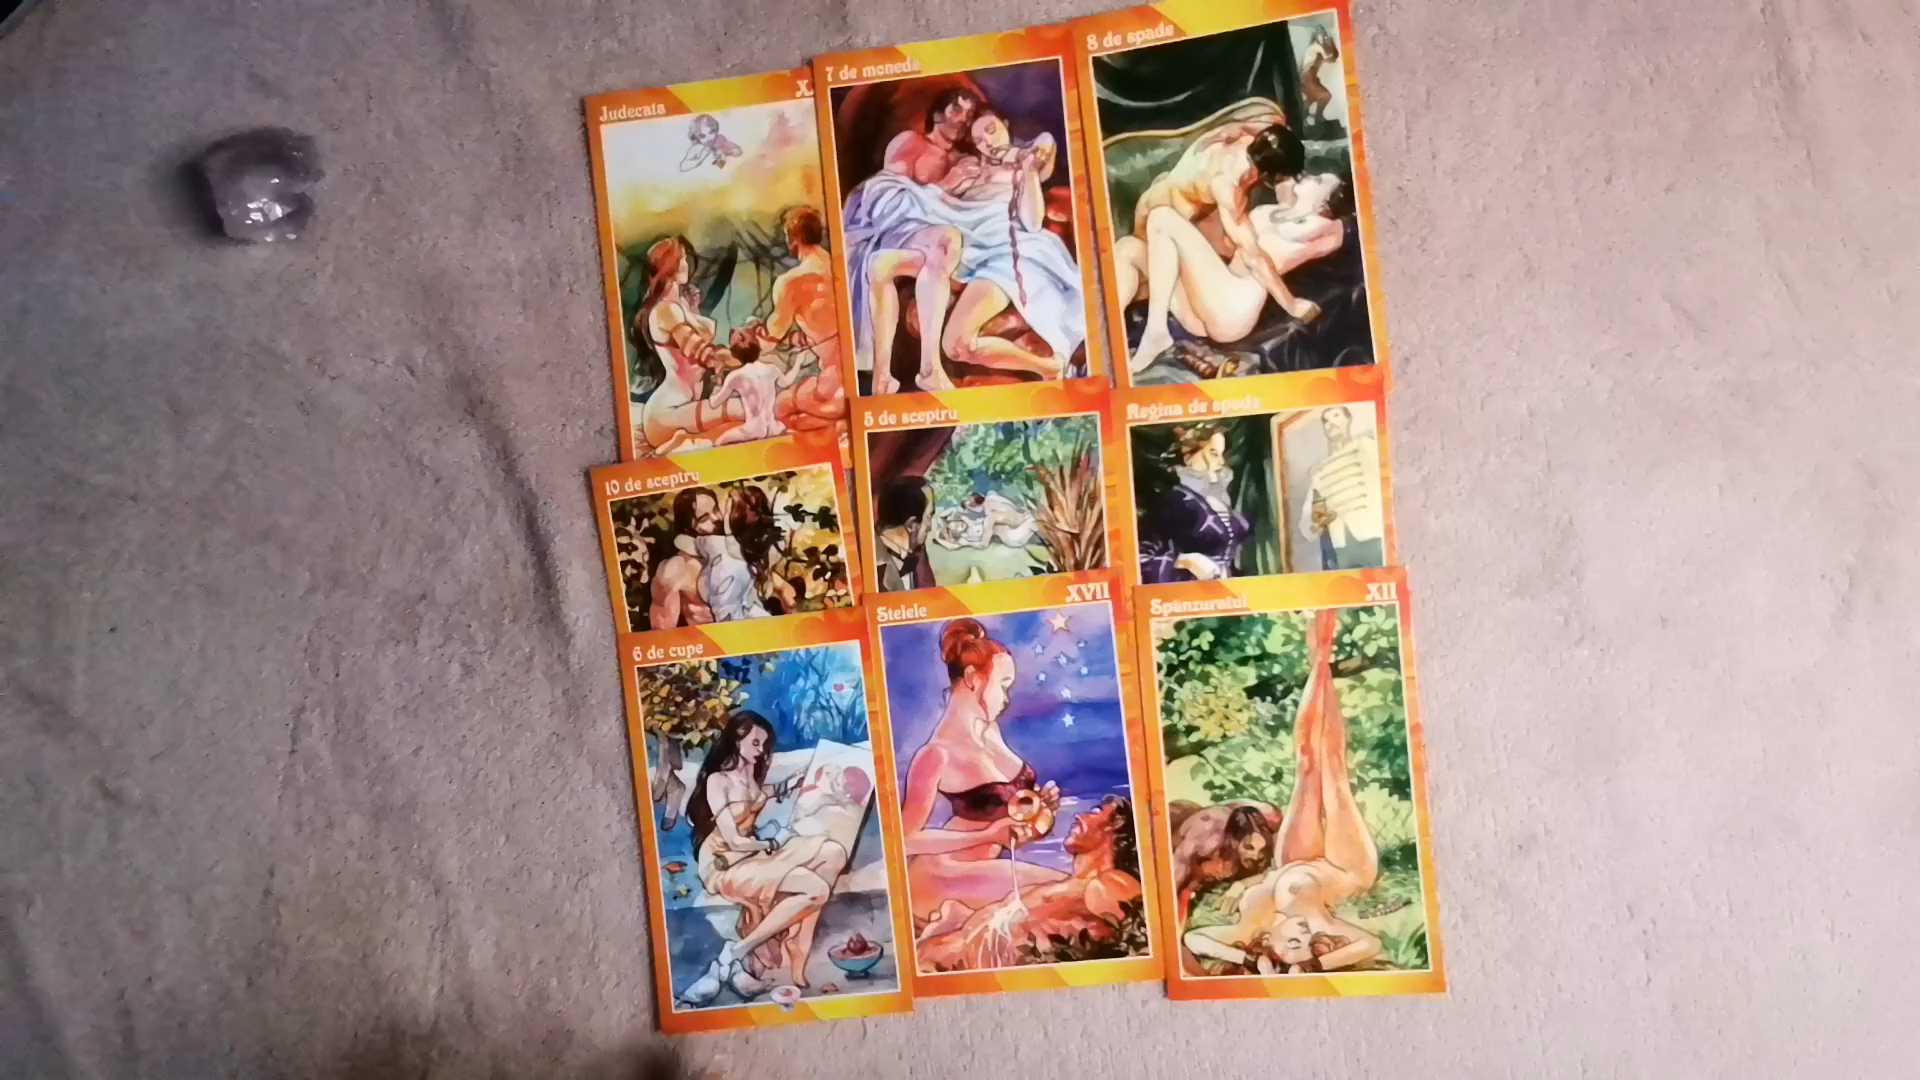 Judecata
7 de monede
8 de spade
10 de sceptru
5 de sceptru
Regina de spade
6 de cupe
Stelele XVII
Spânzuratul XII